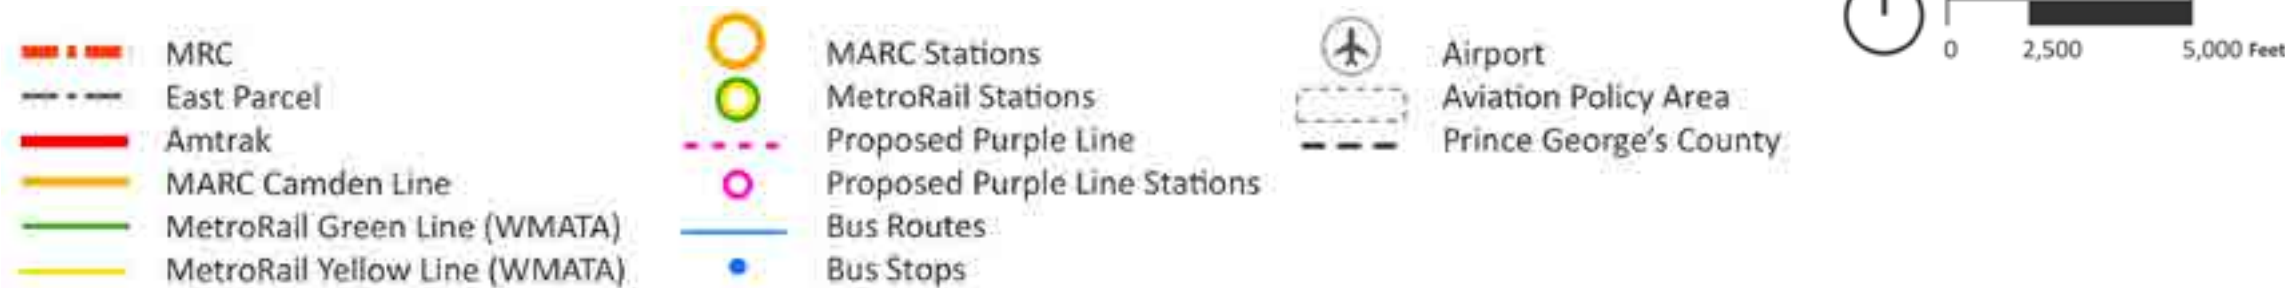 MRC
East Parcel
Amtrak
MARC Camden Line
MetroRail Green Line (WMATA)
MetroRail Yellow Line (WMATA)
MARC Stations
MetroRail Stations
Proposed Purple Line
Proposed Purple Line Stations
Bus Routes
Bus Stops
Airport
Aviation Policy Area
Prince George's County
0 2,500 5,000 Feet